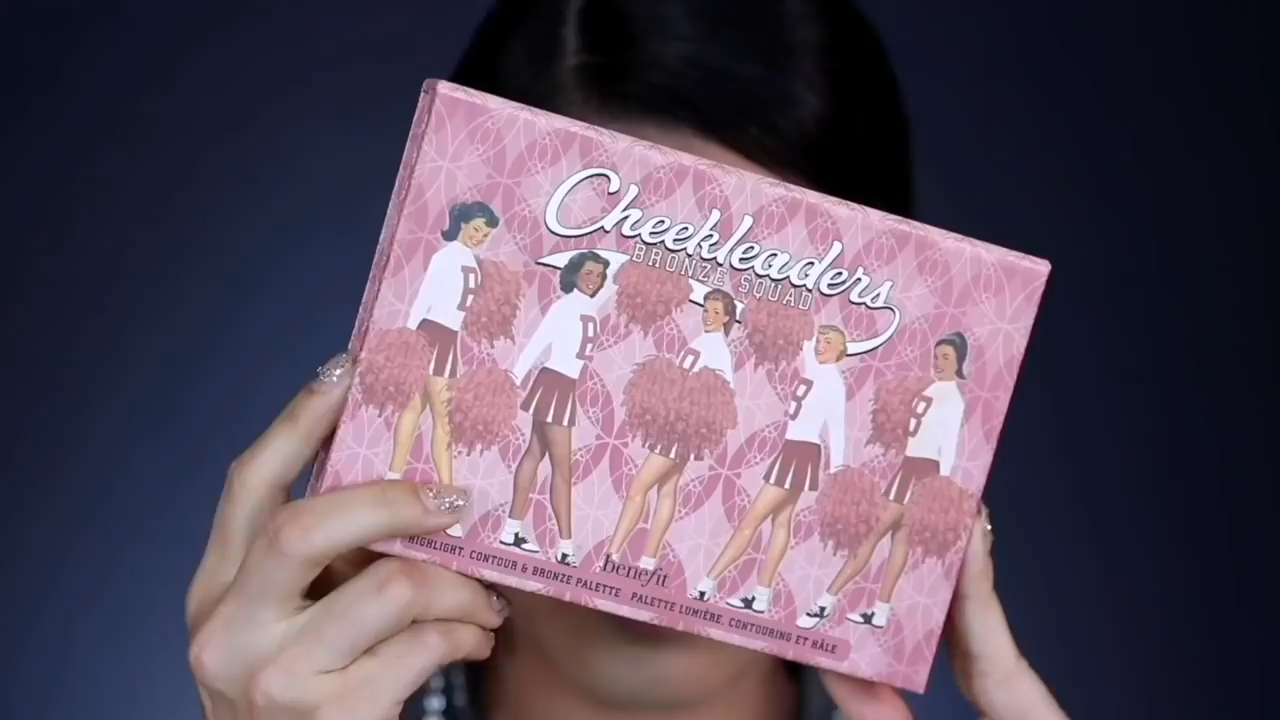 Cheekleaders
BRONZE SQUAD
B
B
B
B
benefit
HIGHLIGHT, CONTOUR & BRONZE PALETTE · PALETTE LUMIÈRE, CONTOURING ET HÂLE